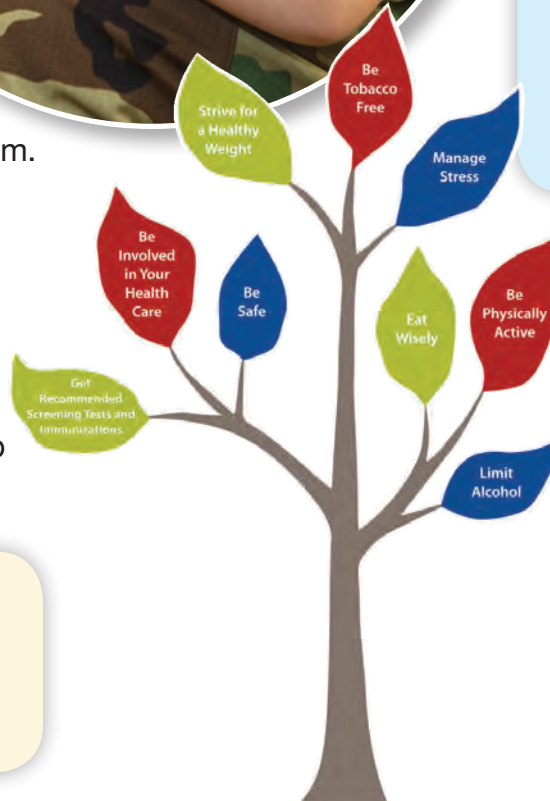 m.
Be
Tobacco
Free
Strive for
a Healthy
Weight
Manage
Stress
Be
Involved
in Your
Health
Care
Be
Safe
Eat
Wisely
Be
Physically
Active
Get
Recommended
Screening Tests and
Immunizations
Limit
Alcohol